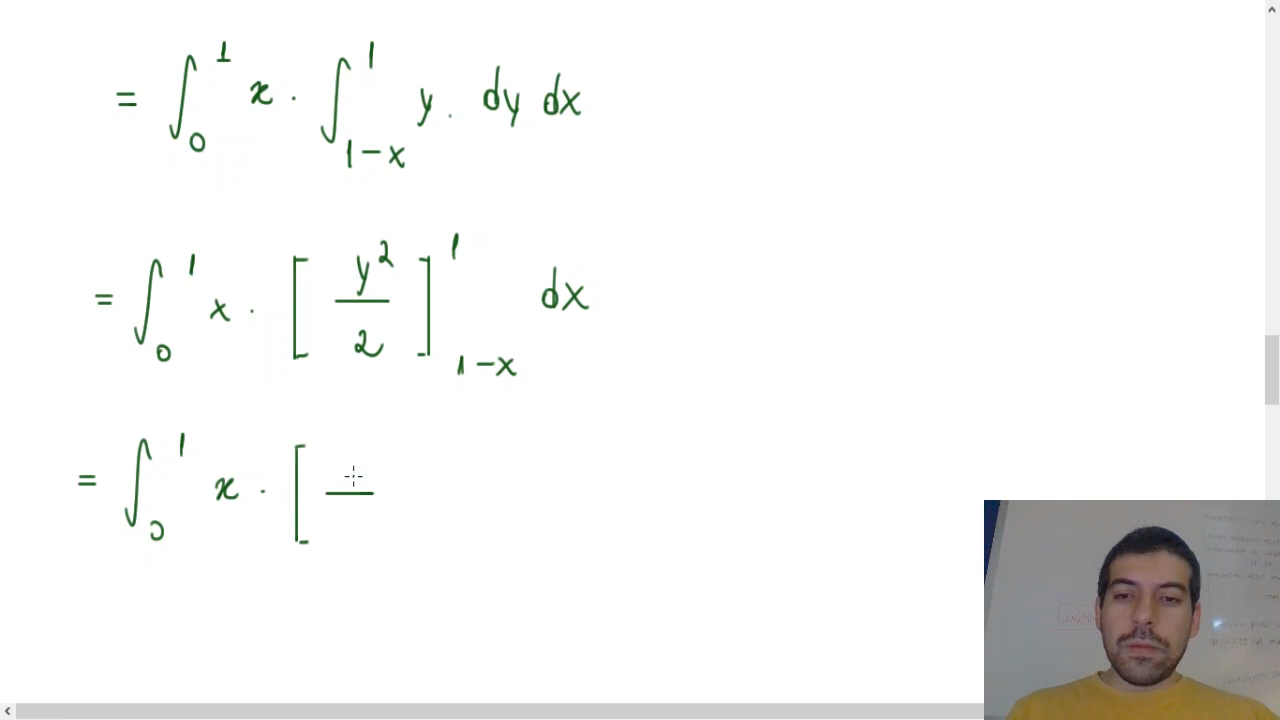 = ∫₀¹ x · ∫₁₋ₓ¹ y · dy dx
= ∫₀¹ x · [ y²/2 ]₁₋ₓ¹ dx
= ∫₀¹ x · [ —